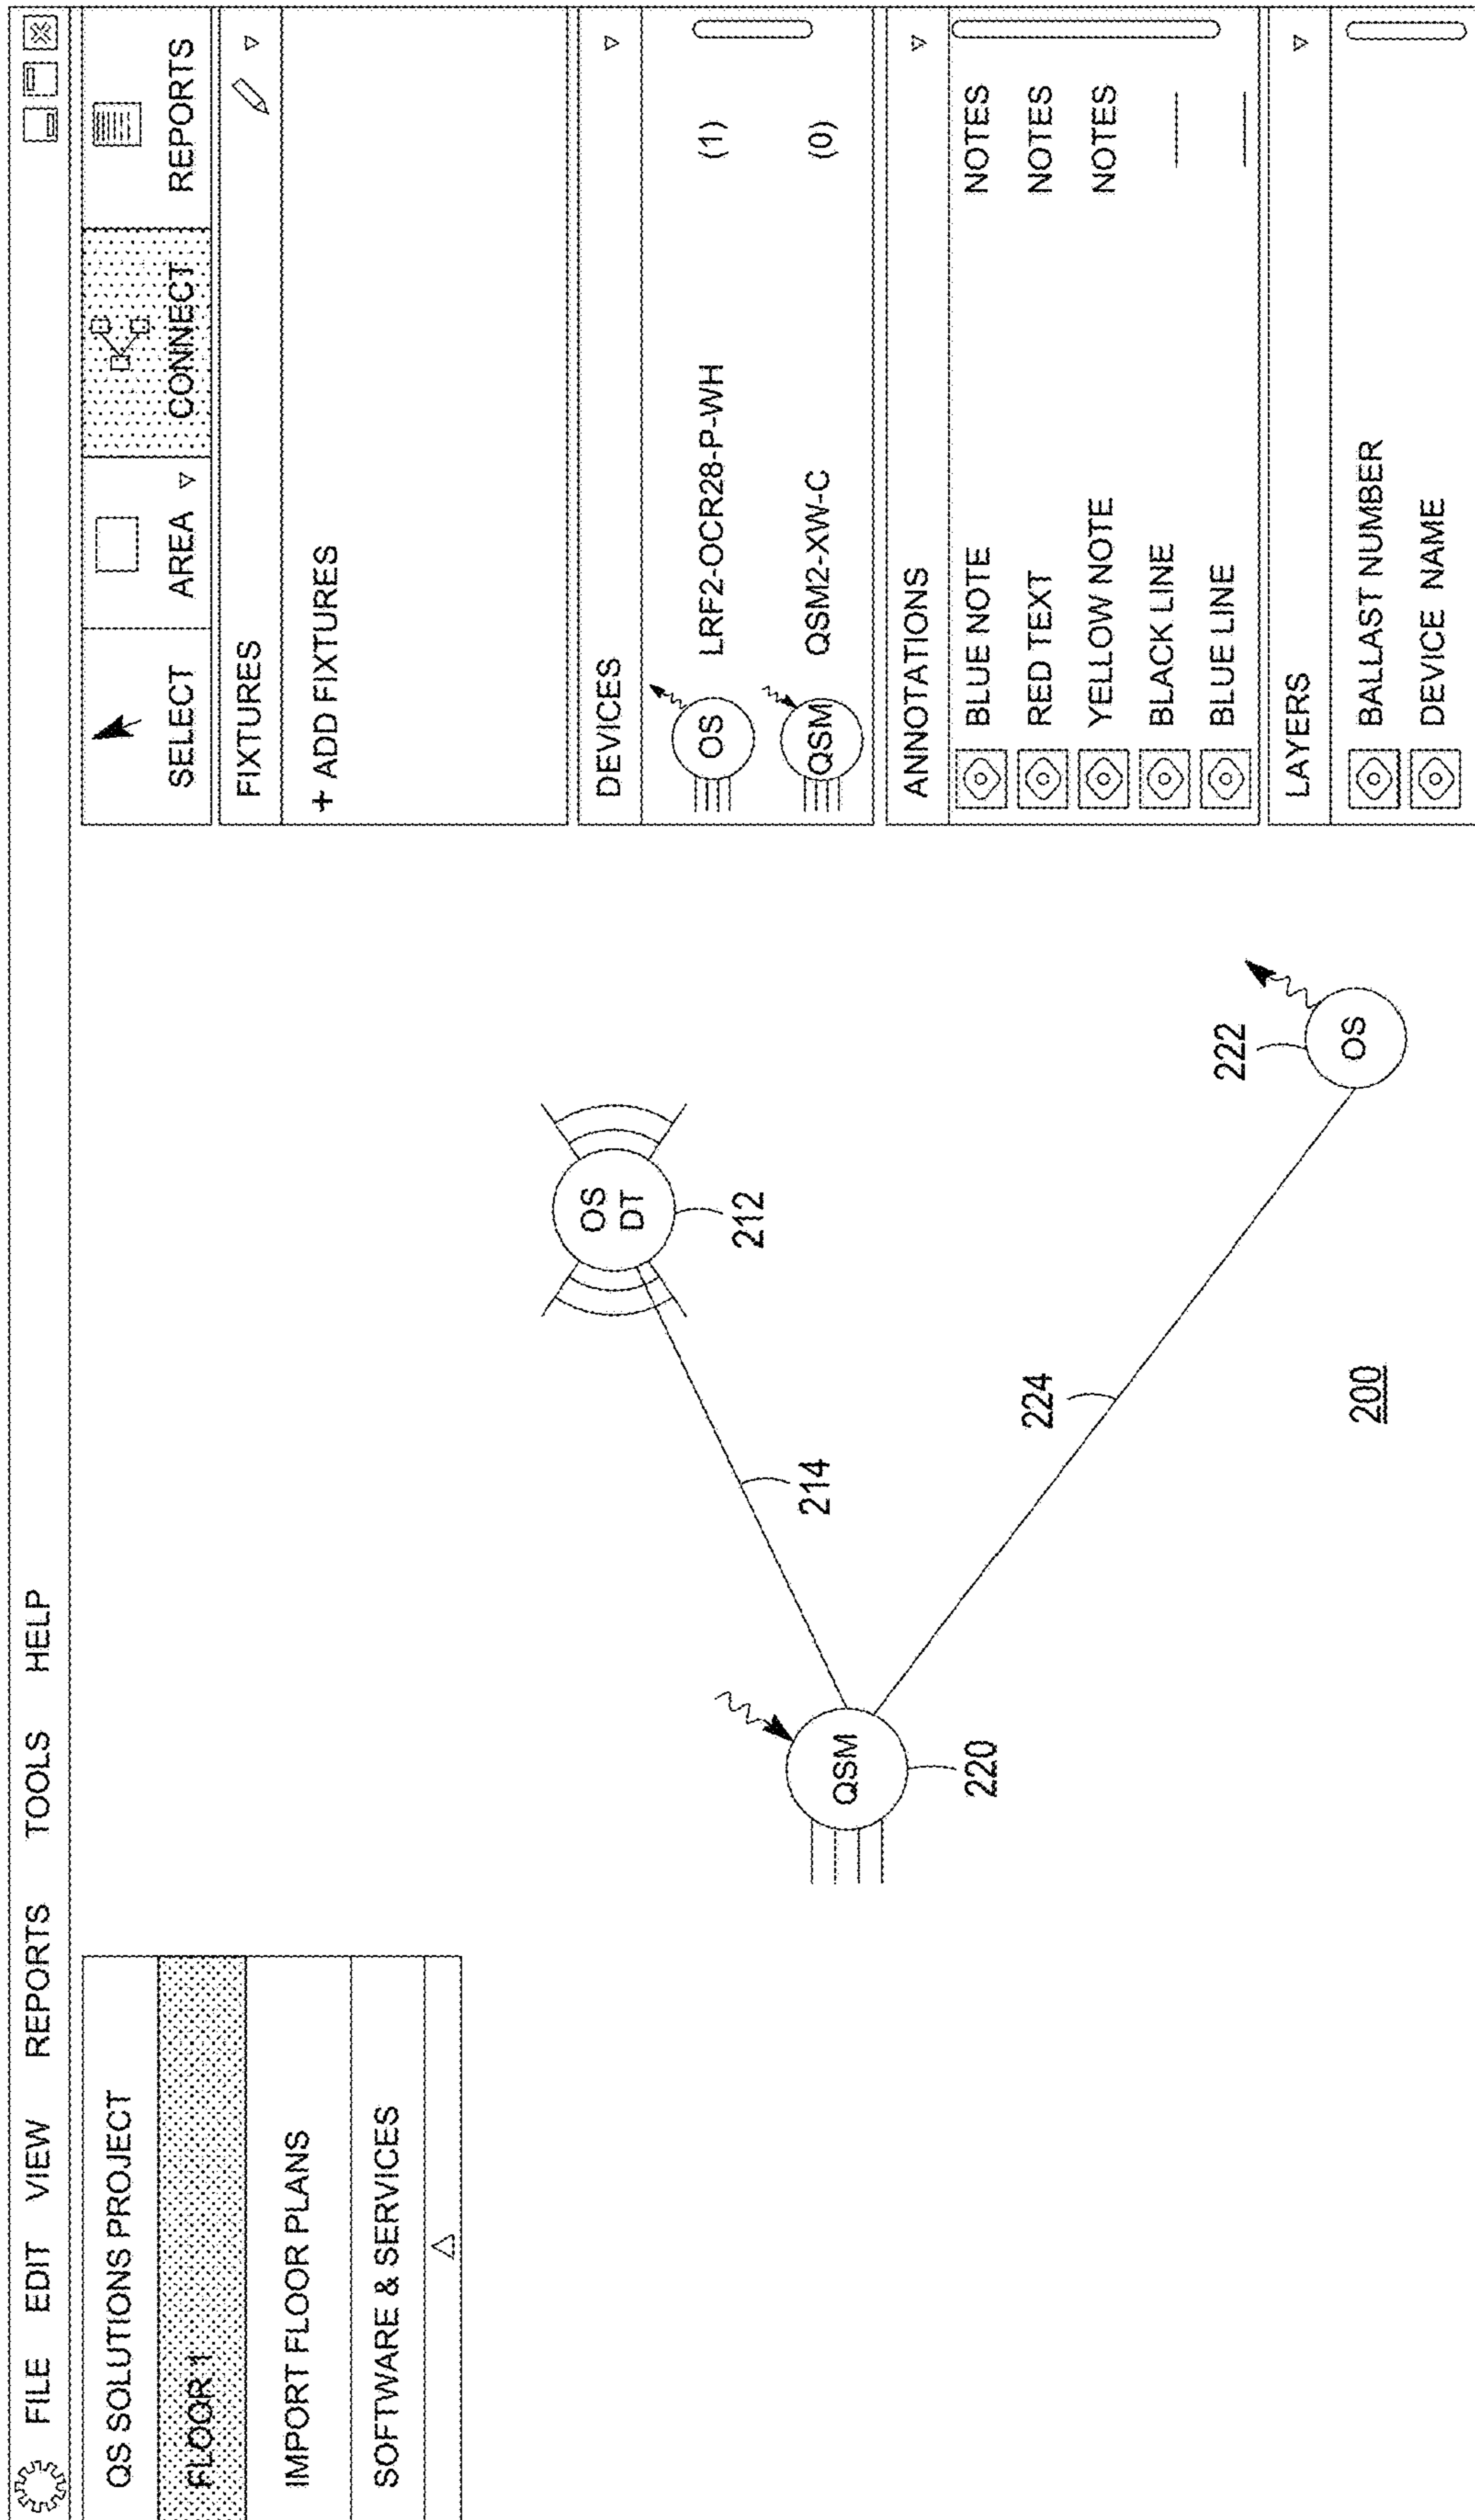 FILE EDIT VIEW REPORTS TOOLS HELP
QS SOLUTIONS PROJECT
FLOOR 1
IMPORT FLOOR PLANS
SOFTWARE & SERVICES
QSM
220
214
OS
DT
212
224
OS
222
200
SELECT AREA CONNECT REPORTS
FIXTURES
+ ADD FIXTURES
DEVICES
OS LRF2-OCR28-P-WH (1)
QSM QSM2-XW-C (0)
ANNOTATIONS
BLUE NOTE NOTES
RED TEXT NOTES
YELLOW NOTE NOTES
BLACK LINE
BLUE LINE
LAYERS
BALLAST NUMBER
DEVICE NAME